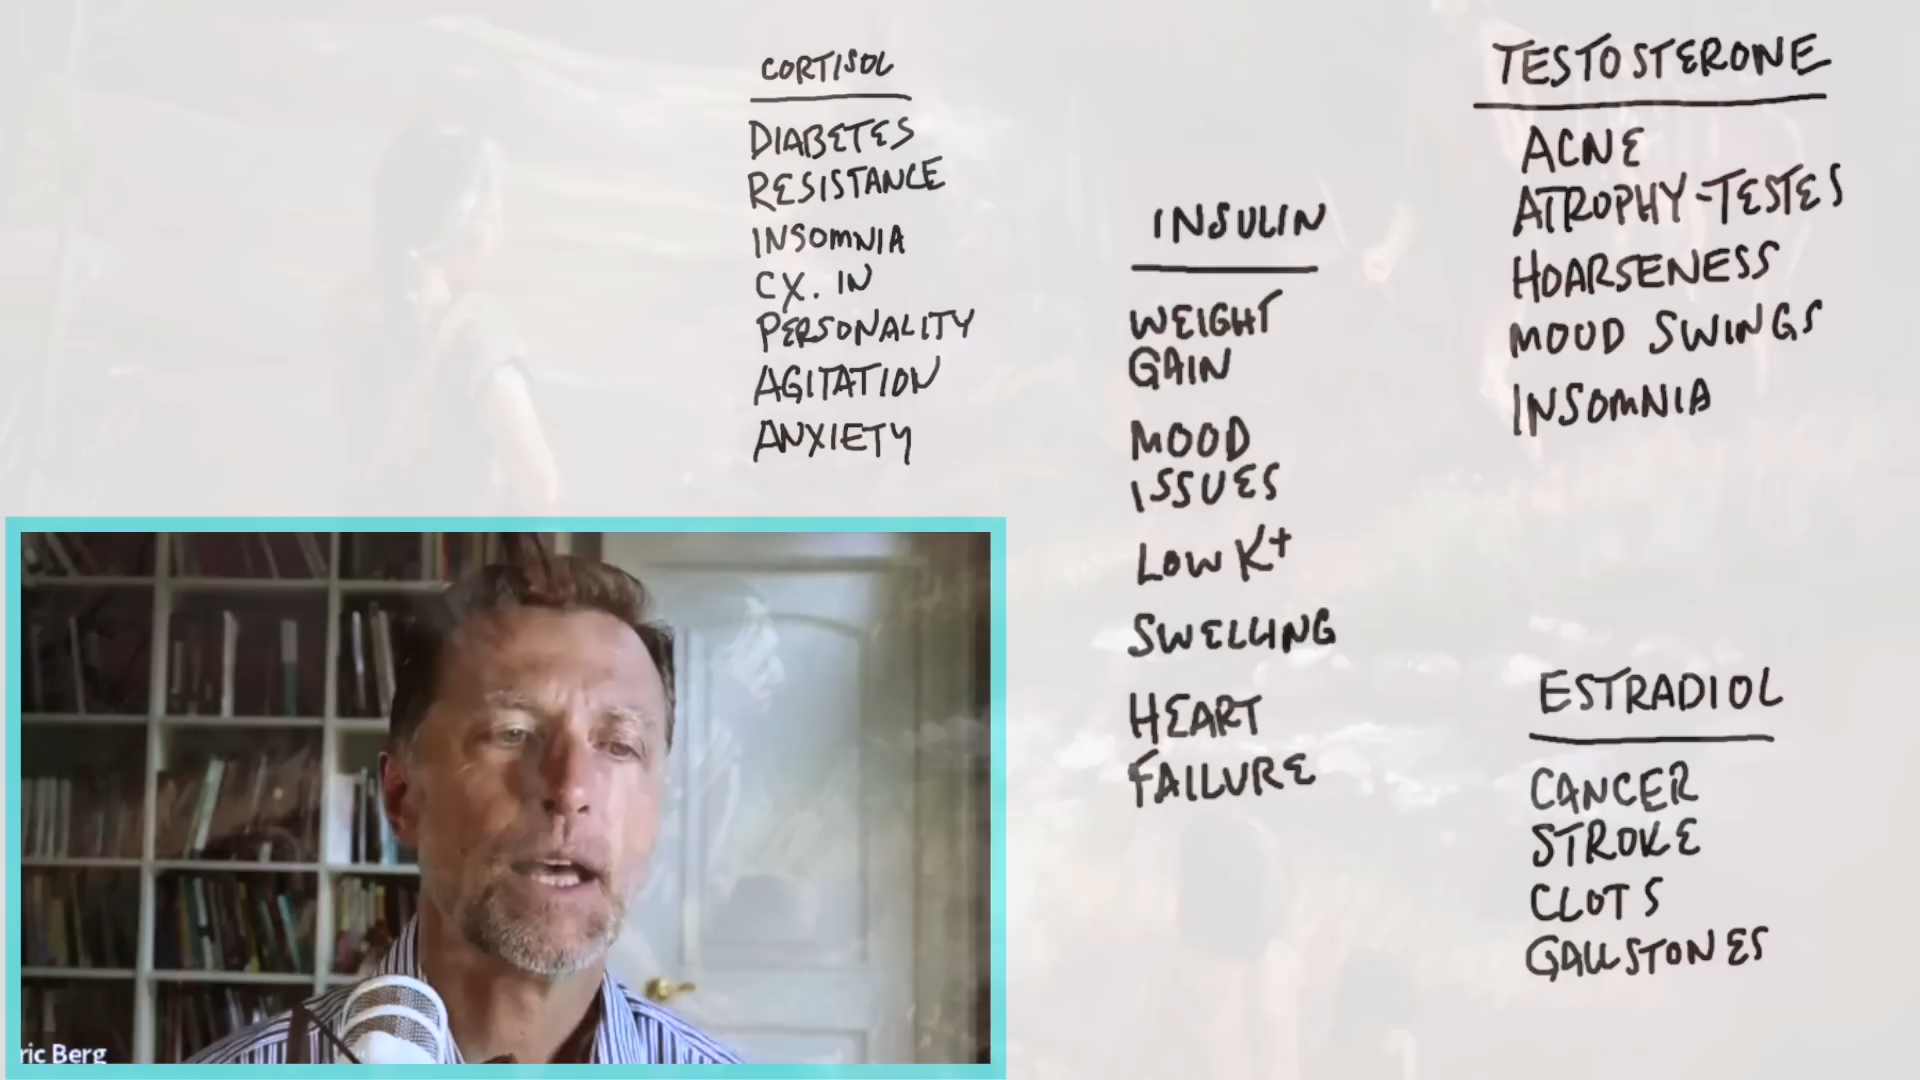 CORTISOL
DIABETES
RESISTANCE
INSOMNIA
CX. IN
PERSONALITY
AGITATION
ANXIETY
INSULIN
WEIGHT
GAIN
MOOD
ISSUES
LOW K+
SWELLING
HEART
FAILURE
TESTOSTERONE
ACNE
ATROPHY-TESTES
HOARSENESS
MOOD SWINGS
INSOMNIA
ESTRADIOL
CANCER
STROKE
CLOTS
GALLSTONES
ric Berg